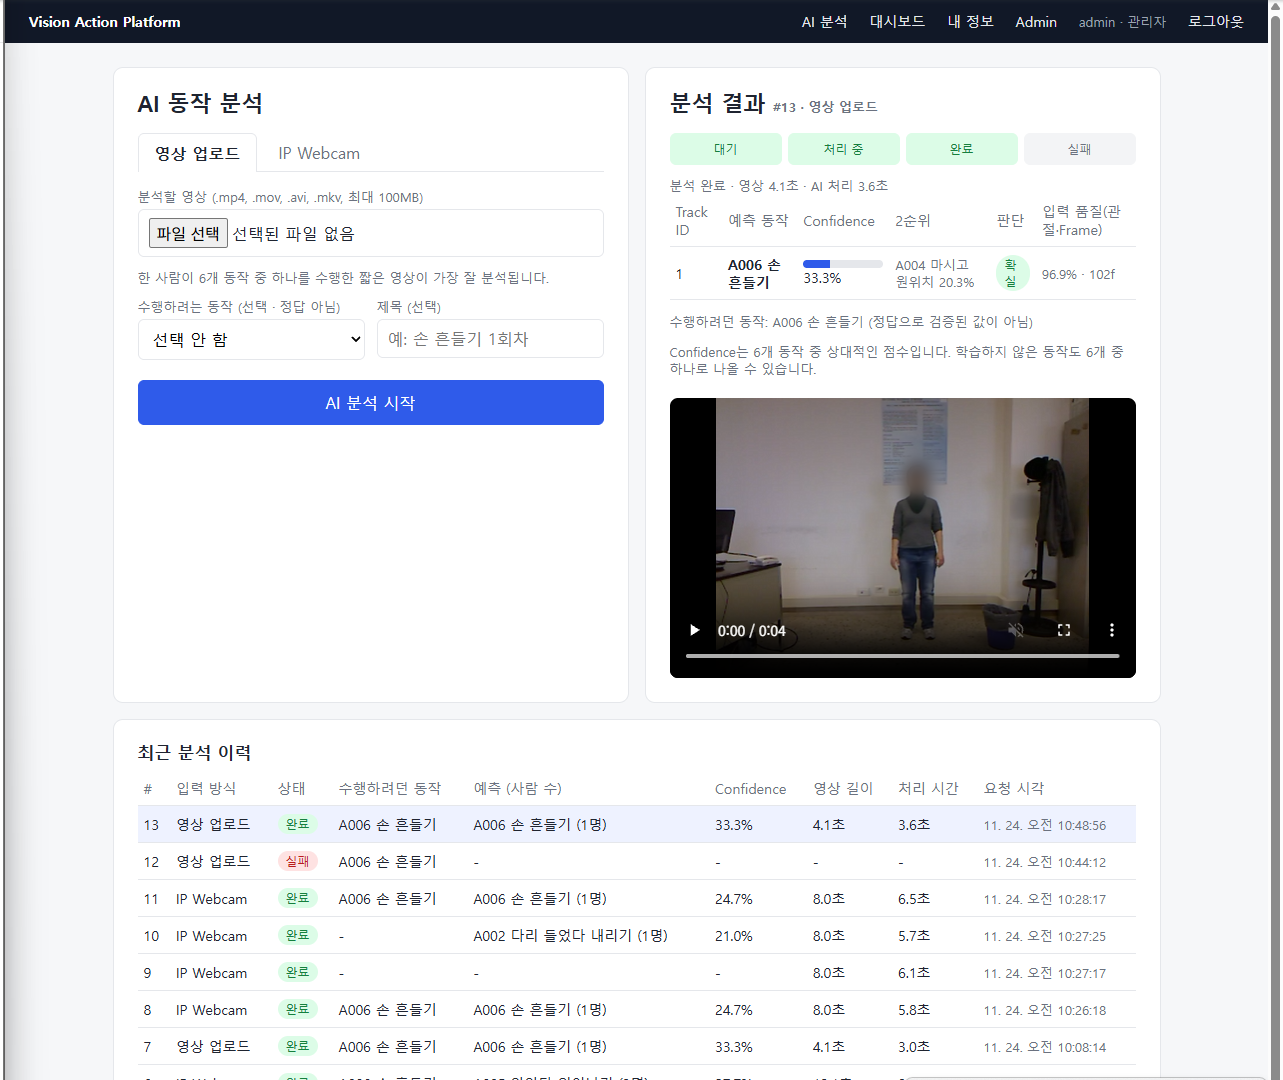 Vision Action Platform
AI 분석 대시보드 내 정보 Admin admin · 관리자 로그아웃
AI 동작 분석
영상 업로드 IP Webcam
분석할 영상 (.mp4, .mov, .avi, .mkv, 최대 100MB)
파일 선택 선택된 파일 없음
한 사람이 6개 동작 중 하나를 수행한 짧은 영상이 가장 잘 분석됩니다.
수행하려는 동작 (선택 · 정답 아님) 제목 (선택)
선택 안 함 예: 손 흔들기 1회차
AI 분석 시작
분석 결과 #13 · 영상 업로드
대기 처리 중 완료 실패
분석 완료 · 영상 4.1초 · AI 처리 3.6초
Track ID 예측 동작 Confidence 2순위 판단 입력 품질(관절·Frame)
1 A006 손 흔들기 33.3% A004 마시고 원위치 20.3% 확실 96.9% · 102f
수행하려던 동작: A006 손 흔들기 (정답으로 검증된 값이 아님)
Confidence는 6개 동작 중 상대적인 점수입니다. 학습하지 않은 동작도 6개 중
하나로 나올 수 있습니다.
0:00 / 0:04
최근 분석 이력
# 입력 방식 상태 수행하려던 동작 예측 (사람 수) Confidence 영상 길이 처리 시간 요청 시각
13 영상 업로드 완료 A006 손 흔들기 A006 손 흔들기 (1명) 33.3% 4.1초 3.6초 11. 24. 오전 10:48:56
12 영상 업로드 실패 A006 손 흔들기 - - - - 11. 24. 오전 10:44:12
11 IP Webcam 완료 A006 손 흔들기 A006 손 흔들기 (1명) 24.7% 8.0초 6.5초 11. 24. 오전 10:28:17
10 IP Webcam 완료 - A002 다리 들었다 내리기 (1명) 21.0% 8.0초 5.7초 11. 24. 오전 10:27:25
9 IP Webcam 완료 - - - 8.0초 6.1초 11. 24. 오전 10:27:17
8 IP Webcam 완료 A006 손 흔들기 A006 손 흔들기 (1명) 24.7% 8.0초 5.8초 11. 24. 오전 10:26:18
7 영상 업로드 완료 A006 손 흔들기 A006 손 흔들기 (1명) 33.3% 4.1초 3.0초 11. 24. 오전 10:08:14